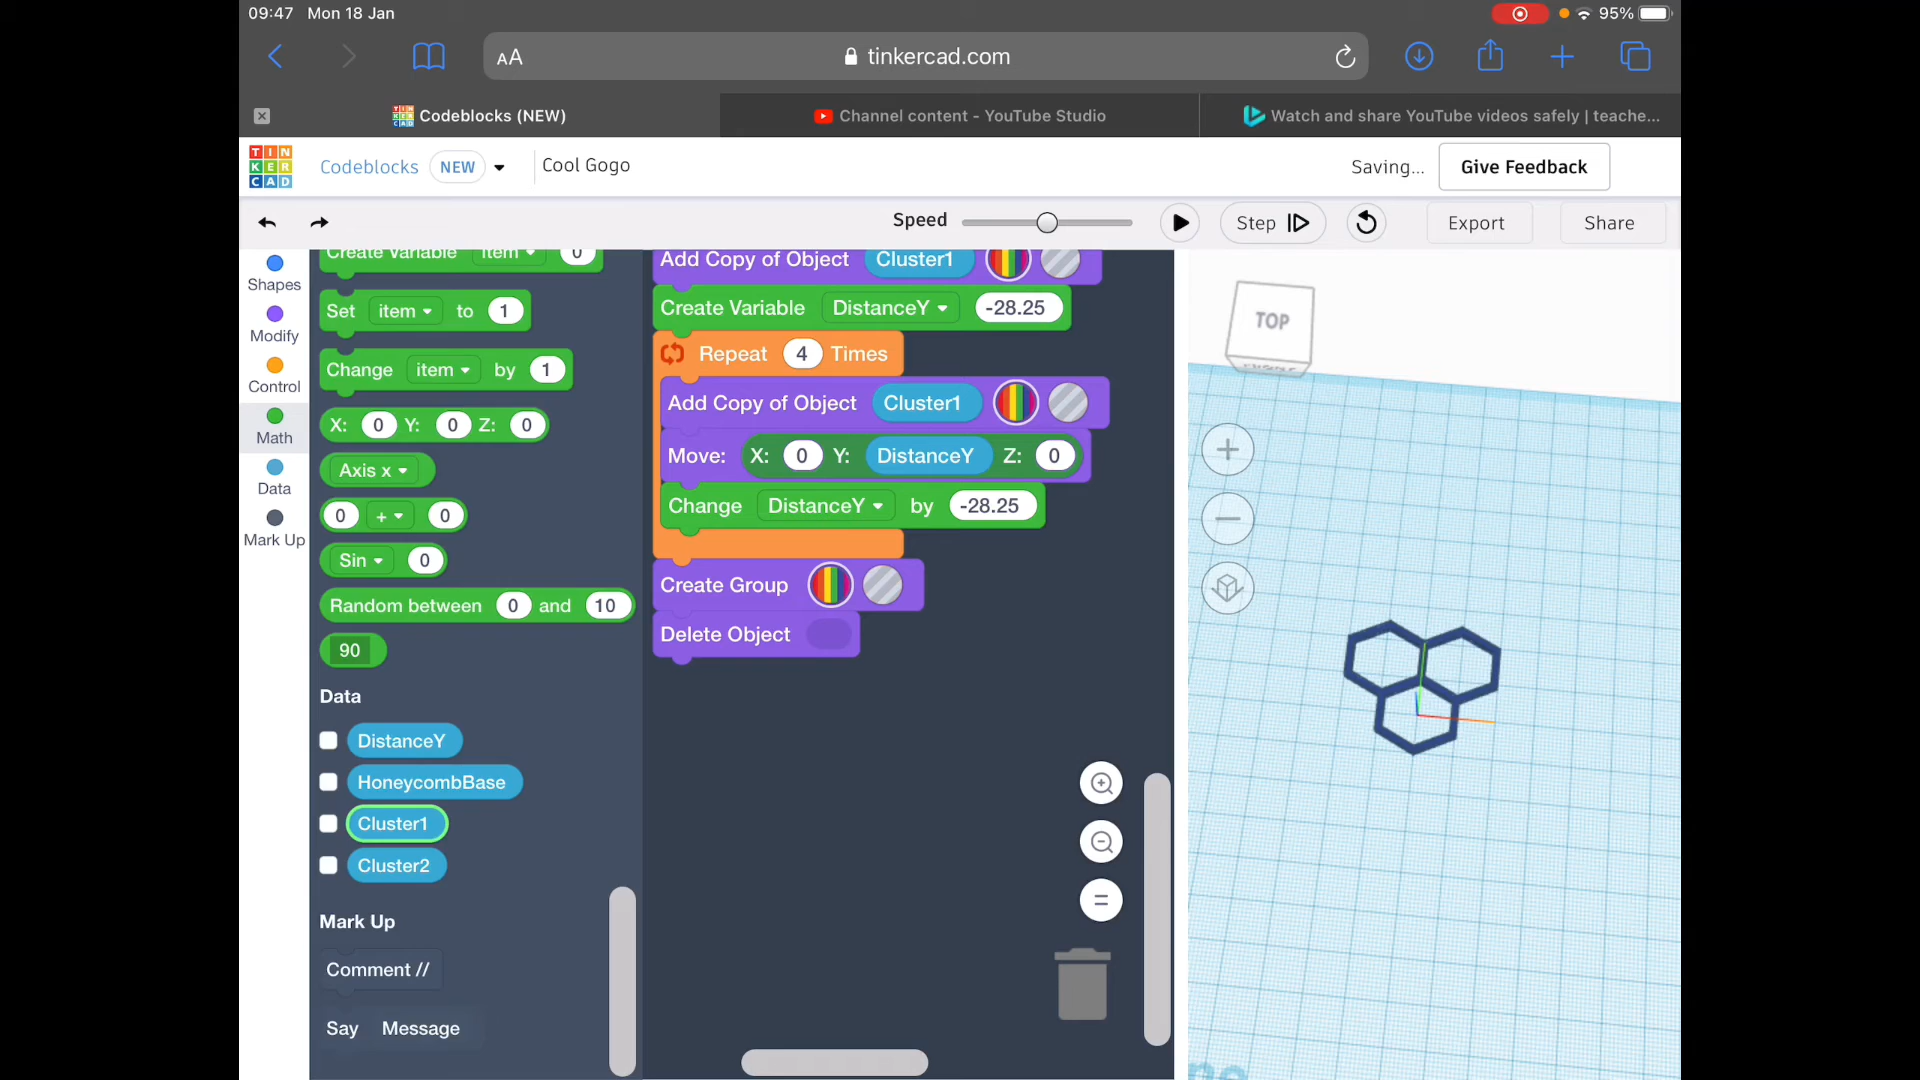 09:47 Mon 18 Jan
95%
AA
tinkercad.com
Codeblocks (NEW)
Channel content - YouTube Studio
Watch and share YouTube videos safely | teache...
TIN
KER
CAD
Codeblocks
NEW
Cool Gogo
Saving...
Give Feedback
Speed
Step
Export
Share
Shapes
Modify
Control
Math
Data
Mark Up
Create Variable item 0
Set item to 1
Change item by 1
X: 0 Y: 0 Z: 0
Axis x
0 + 0
Sin 0
Random between 0 and 10
90
Data
DistanceY
HoneycombBase
Cluster1
Cluster2
Mark Up
Comment //
Say Message
Add Copy of Object Cluster1
Create Variable DistanceY -28.25
Repeat 4 Times
Add Copy of Object Cluster1
Move: X: 0 Y: DistanceY Z: 0
Change DistanceY by -28.25
Create Group
Delete Object
TOP